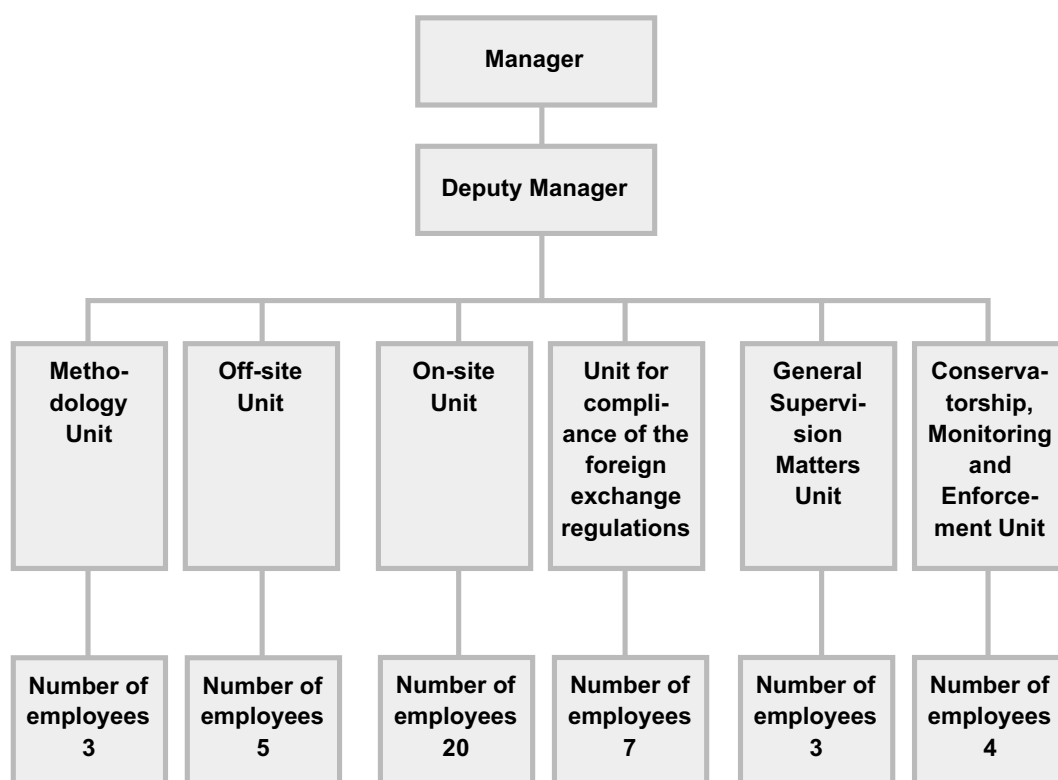 Manager
Deputy Manager
Metho-
dology
Unit
Off-site
Unit
On-site
Unit
Unit for
compli-
ance of the
foreign
exchange
regulations
General
Supervi-
sion
Matters
Unit
Conserva-
torship,
Monitoring
and
Enforce-
ment Unit
Number of
employees
3
Number of
employees
5
Number of
employees
20
Number of
employees
7
Number of
employees
3
Number of
employees
4